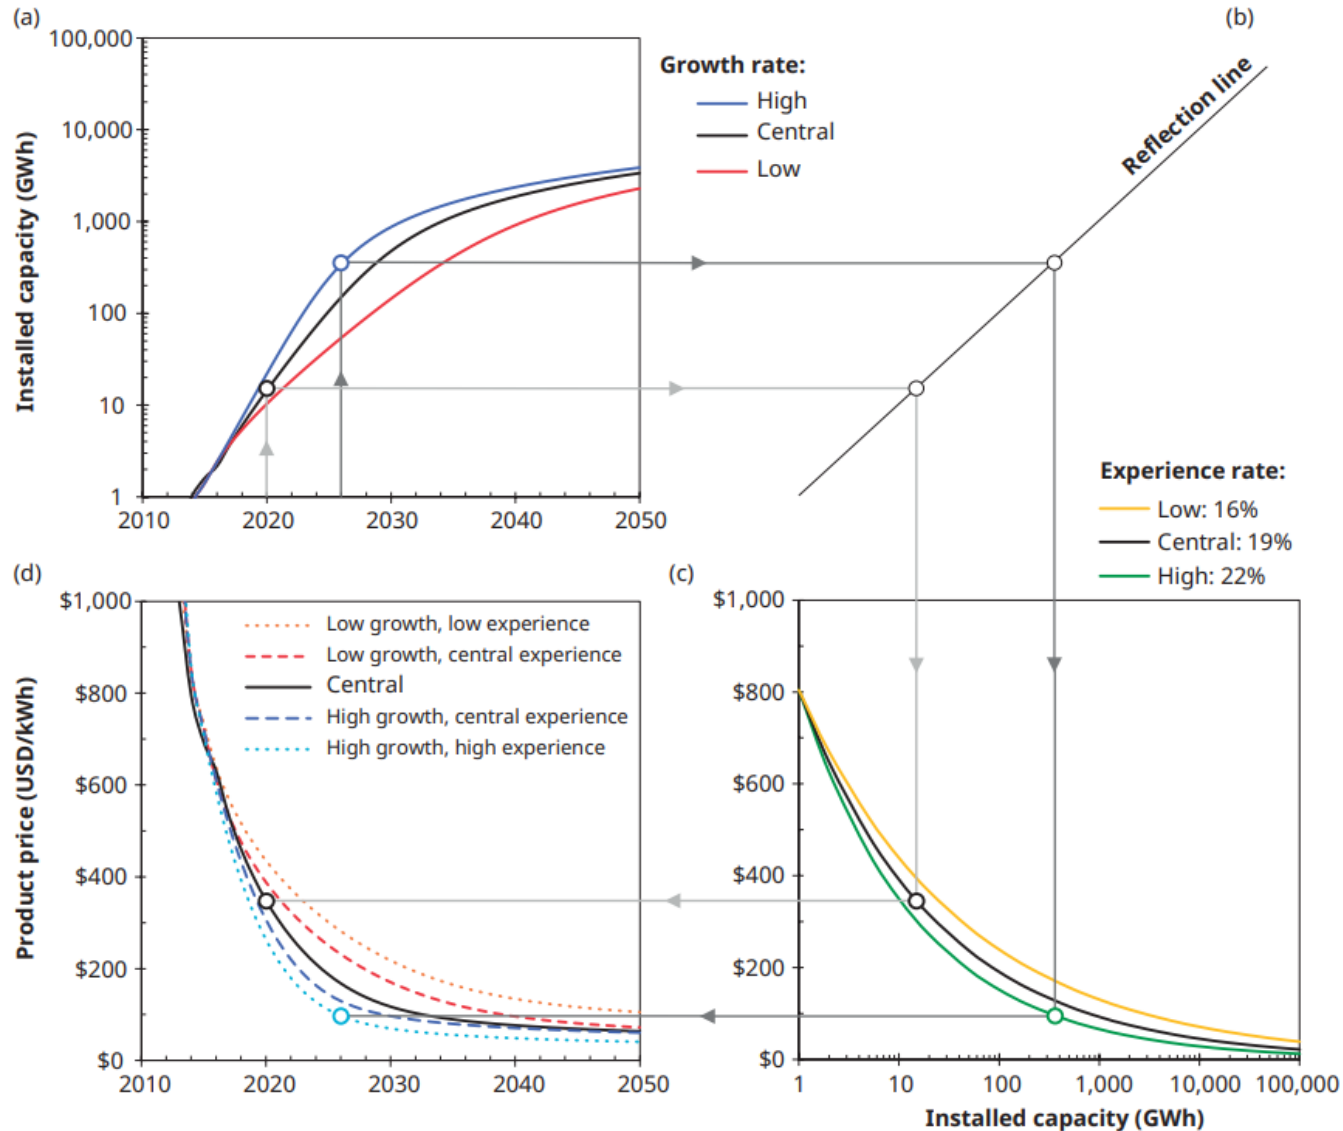 (a)
100,000
10,000
1,000
100
10
1
Installed capacity (GWh)
2010 2020 2030 2040 2050
Growth rate:
High
Central
Low
(b)
Reflection line
Experience rate:
Low: 16%
Central: 19%
High: 22%
(d)
$1,000
$800
$600
$400
$200
$0
Product price (USD/kWh)
2010 2020 2030 2040 2050
Low growth, low experience
Low growth, central experience
Central
High growth, central experience
High growth, high experience
(c)
$1,000
$800
$600
$400
$200
$0
1 10 100 1,000 10,000 100,000
Installed capacity (GWh)